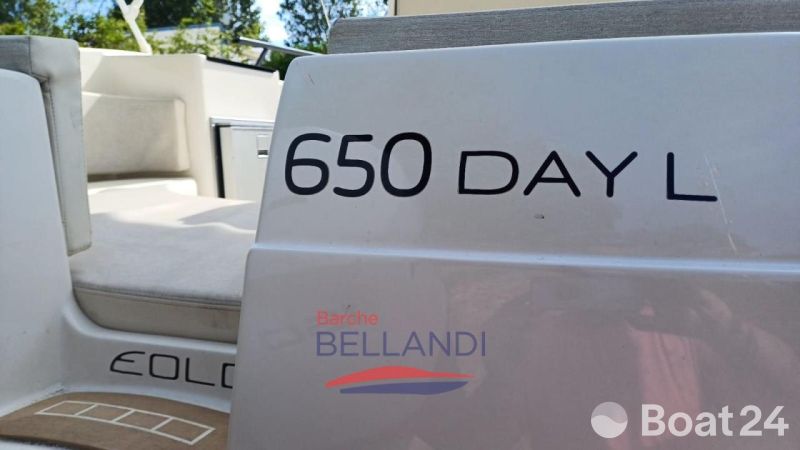 650 DAY L
Barche
BELLANDI
Boat24